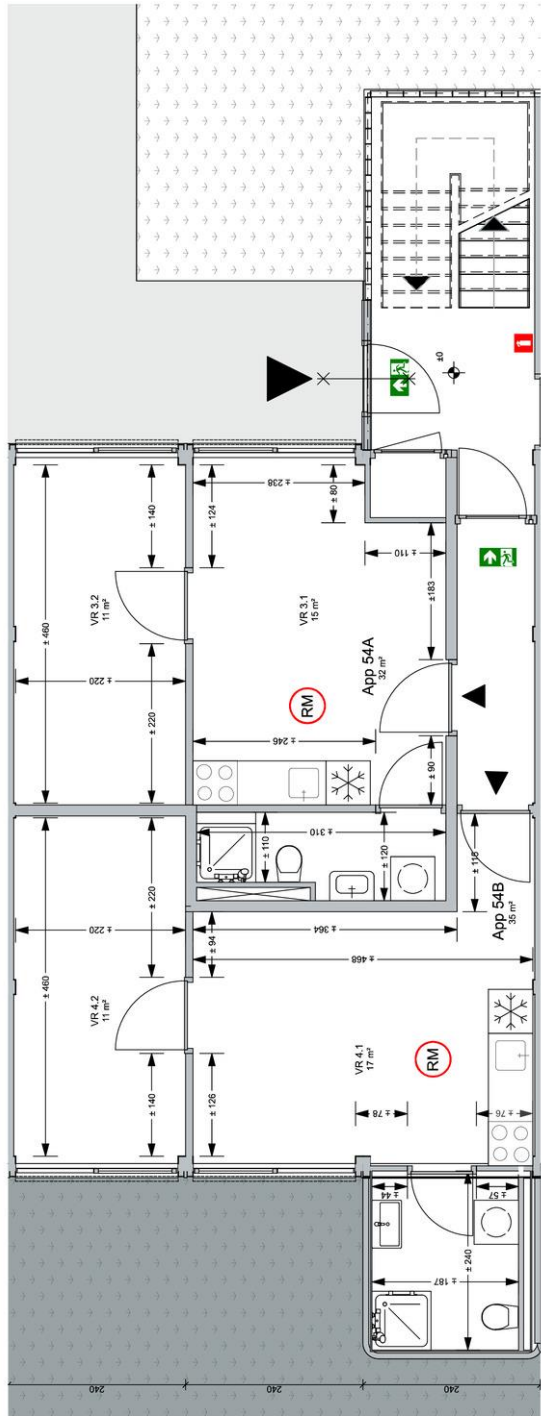 ±0
± 460
± 140
± 220
± 220
VR 3.2
11 m²
± 238
± 124
± 80
± 110
±183
VR 3.1
15 m²
App 54A
32 m²
RM
± 246
± 90
± 310
± 110
± 120
± 115
App 54B
35 m²
± 460
± 220
± 220
± 140
VR 4.2
11 m²
± 364
± 94
± 468
± 126
VR 4.1
17 m²
RM
± 78
± 76
± 44
± 57
± 240
± 187
240
240
240